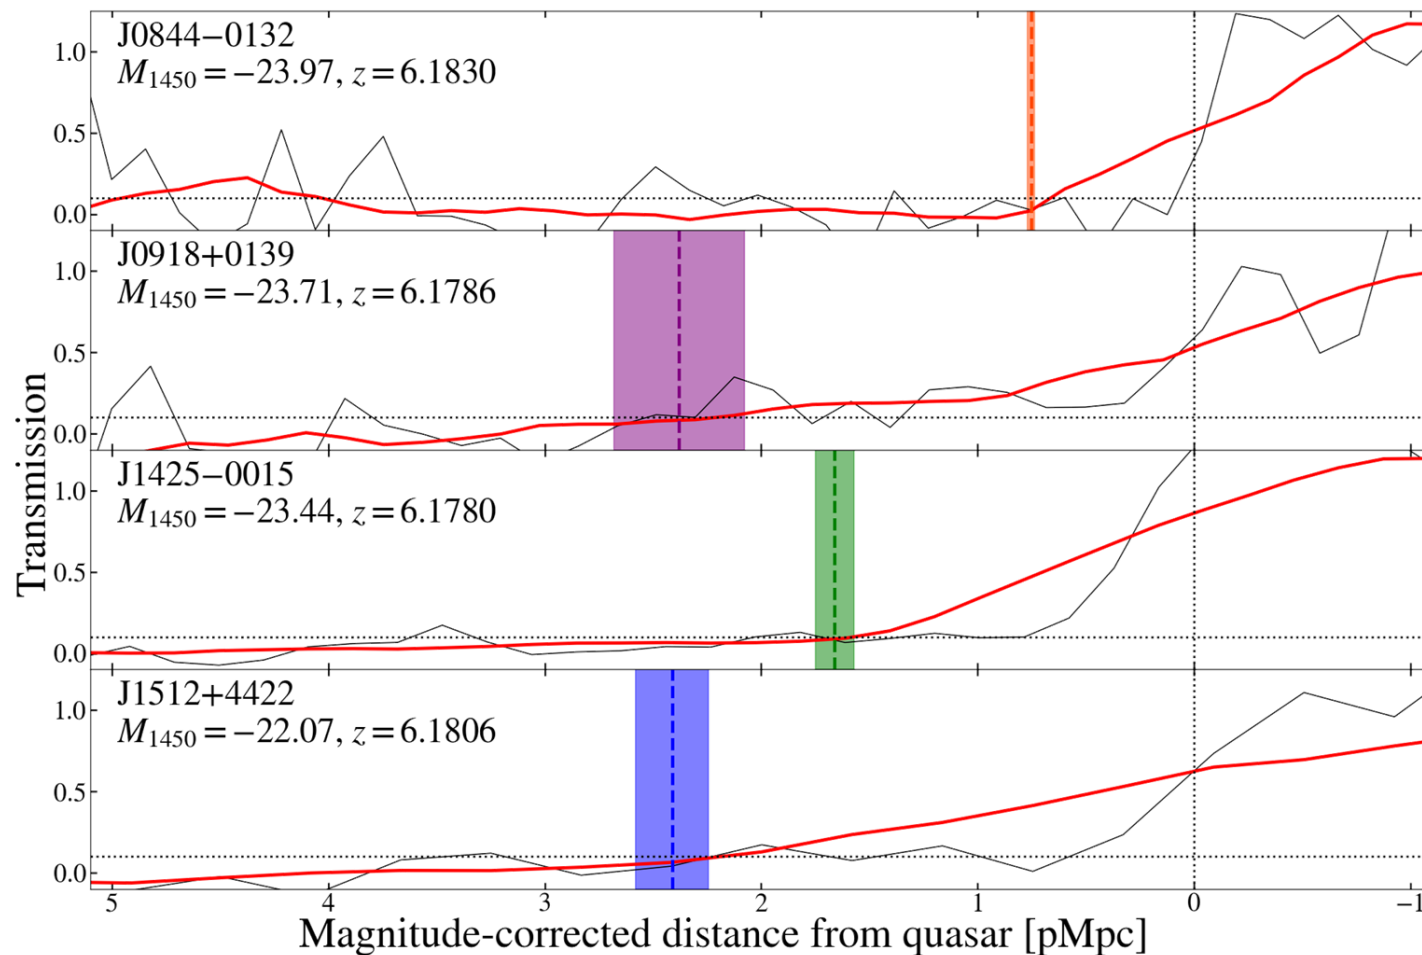 J0844−0132
M1450 = −23.97, z = 6.1830
1.0
0.5
0.0
J0918+0139
M1450 = −23.71, z = 6.1786
1.0
0.5
0.0
J1425−0015
M1450 = −23.44, z = 6.1780
1.0
0.5
0.0
J1512+4422
M1450 = −22.07, z = 6.1806
1.0
0.5
0.0
Transmission
5 4 3 2 1 0 −1
Magnitude-corrected distance from quasar [pMpc]